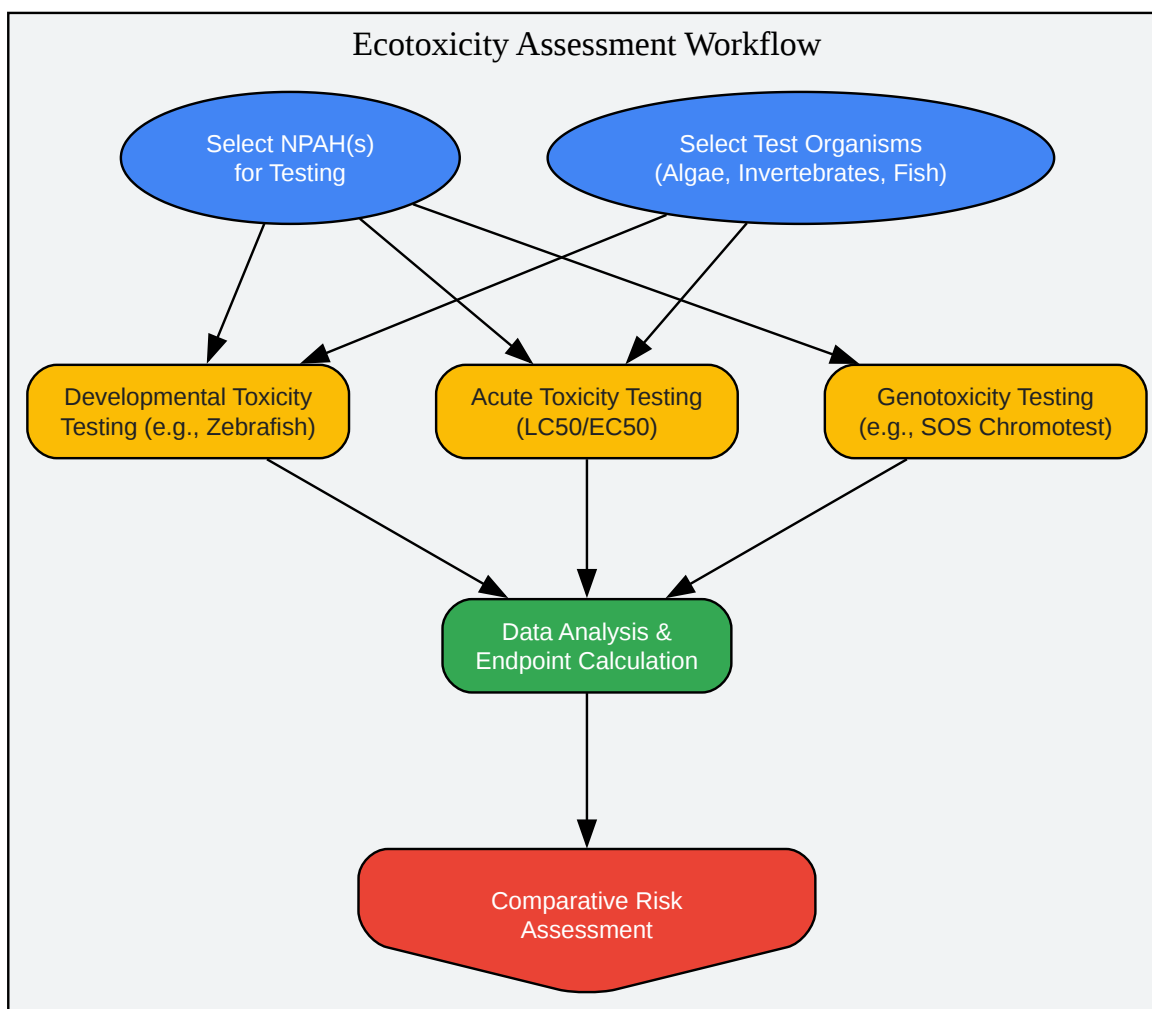 Ecotoxicity Assessment Workflow
Select NPAH(s)
for Testing
Select Test Organisms
(Algae, Invertebrates, Fish)
Developmental Toxicity
Testing (e.g., Zebrafish)
Acute Toxicity Testing
(LC50/EC50)
Genotoxicity Testing
(e.g., SOS Chromotest)
Data Analysis &
Endpoint Calculation
Comparative Risk
Assessment